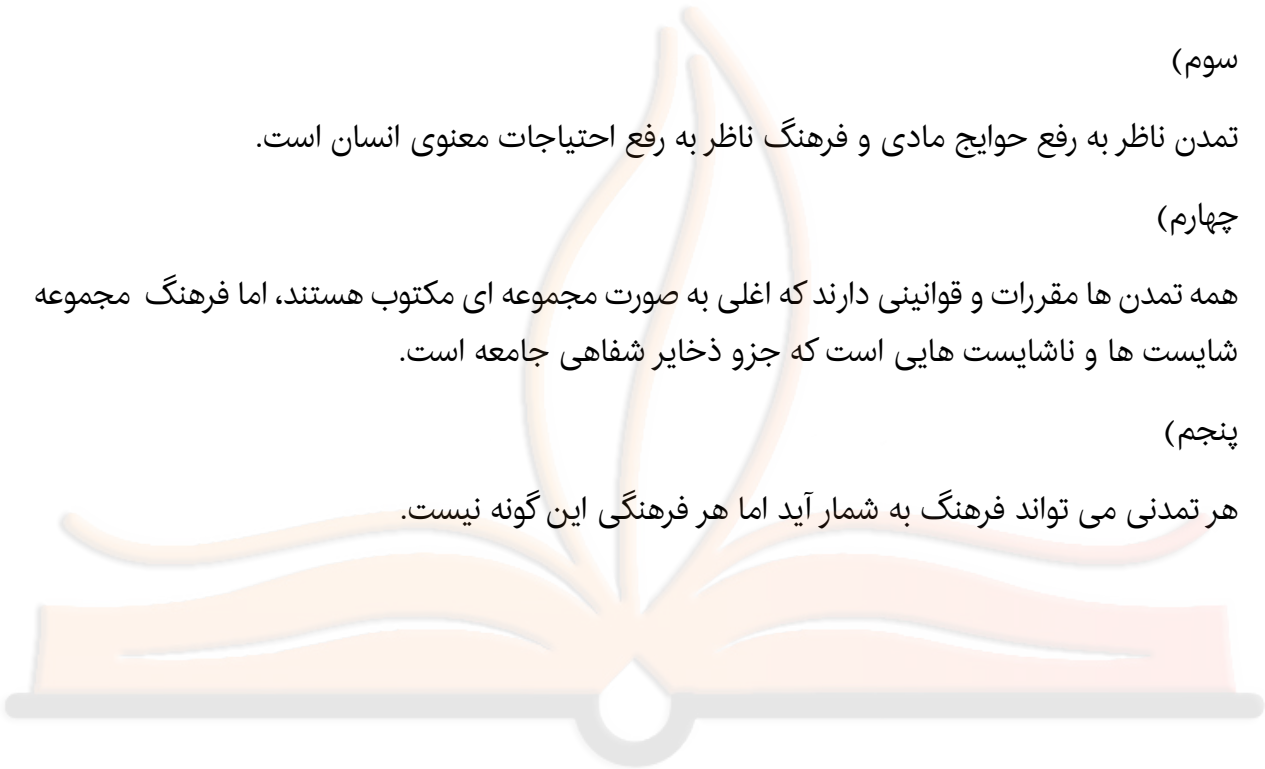 سوم)
تمدن ناظر به رفع حوایج مادی و فرهنگ ناظر به رفع احتیاجات معنوی انسان است.
چهارم)
همه تمدن ها مقررات و قوانینی دارند که اغلی به صورت مجموعه ای مکتوب هستند، اما فرهنگ مجموعه
شایست ها و ناشایست هایی است که جزو ذخایر شفاهی جامعه است.
پنجم)
هر تمدنی می تواند فرهنگ به شمار آید اما هر فرهنگی این گونه نیست.